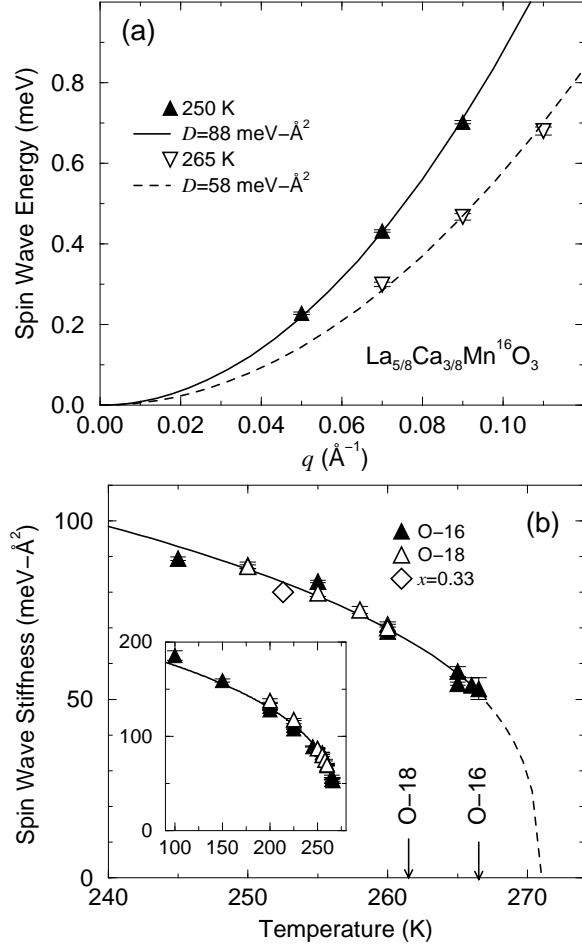 (a)
Spin Wave Energy (meV)
250 K
D=88 meV−Å²
265 K
D=58 meV−Å²
La₅/₈Ca₃/₈Mn¹⁶O₃
0.8
0.6
0.4
0.2
0.0
0.00 0.02 0.04 0.06 0.08 0.10
q (Å⁻¹)
(b)
Spin Wave Stiffness (meV−Å²)
O−16
O−18
x=0.33
100
50
0
200
100
0
100 150 200 250
O−18
O−16
240 250 260 270
Temperature (K)